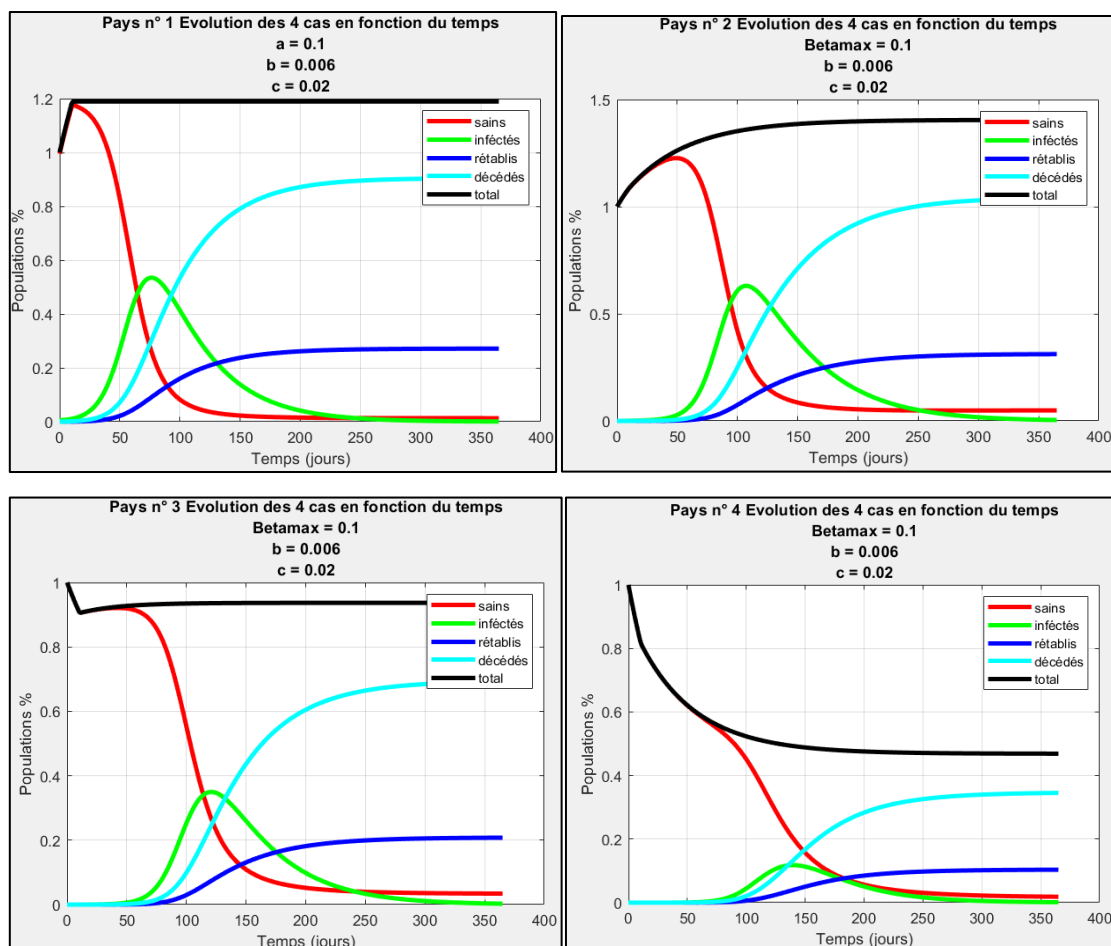 Pays n° 1 Evolution des 4 cas en fonction du temps
a = 0.1
b = 0.006
c = 0.02
1.2
1
0.8
0.6
0.4
0.2
0
Populations %
sains
inféctés
rétablis
décédés
total
0 50 100 150 200 250 300 350 400
Temps (jours)
Pays n° 2 Evolution des 4 cas en fonction du temps
Betamax = 0.1
b = 0.006
c = 0.02
1.5
1
0.5
0
Populations %
sains
inféctés
rétablis
décédés
total
0 50 100 150 200 250 300 350 400
Temps (jours)
Pays n° 3 Evolution des 4 cas en fonction du temps
Betamax = 0.1
b = 0.006
c = 0.02
1
0.8
0.6
0.4
0.2
0
Populations %
sains
inféctés
rétablis
décédés
total
0 50 100 150 200 250 300 350 400
Temps (jours)
Pays n° 4 Evolution des 4 cas en fonction du temps
Betamax = 0.1
b = 0.006
c = 0.02
1
0.8
0.6
0.4
0.2
0
Populations %
sains
inféctés
rétablis
décédés
total
0 50 100 150 200 250 300 350 400
Temps (jours)